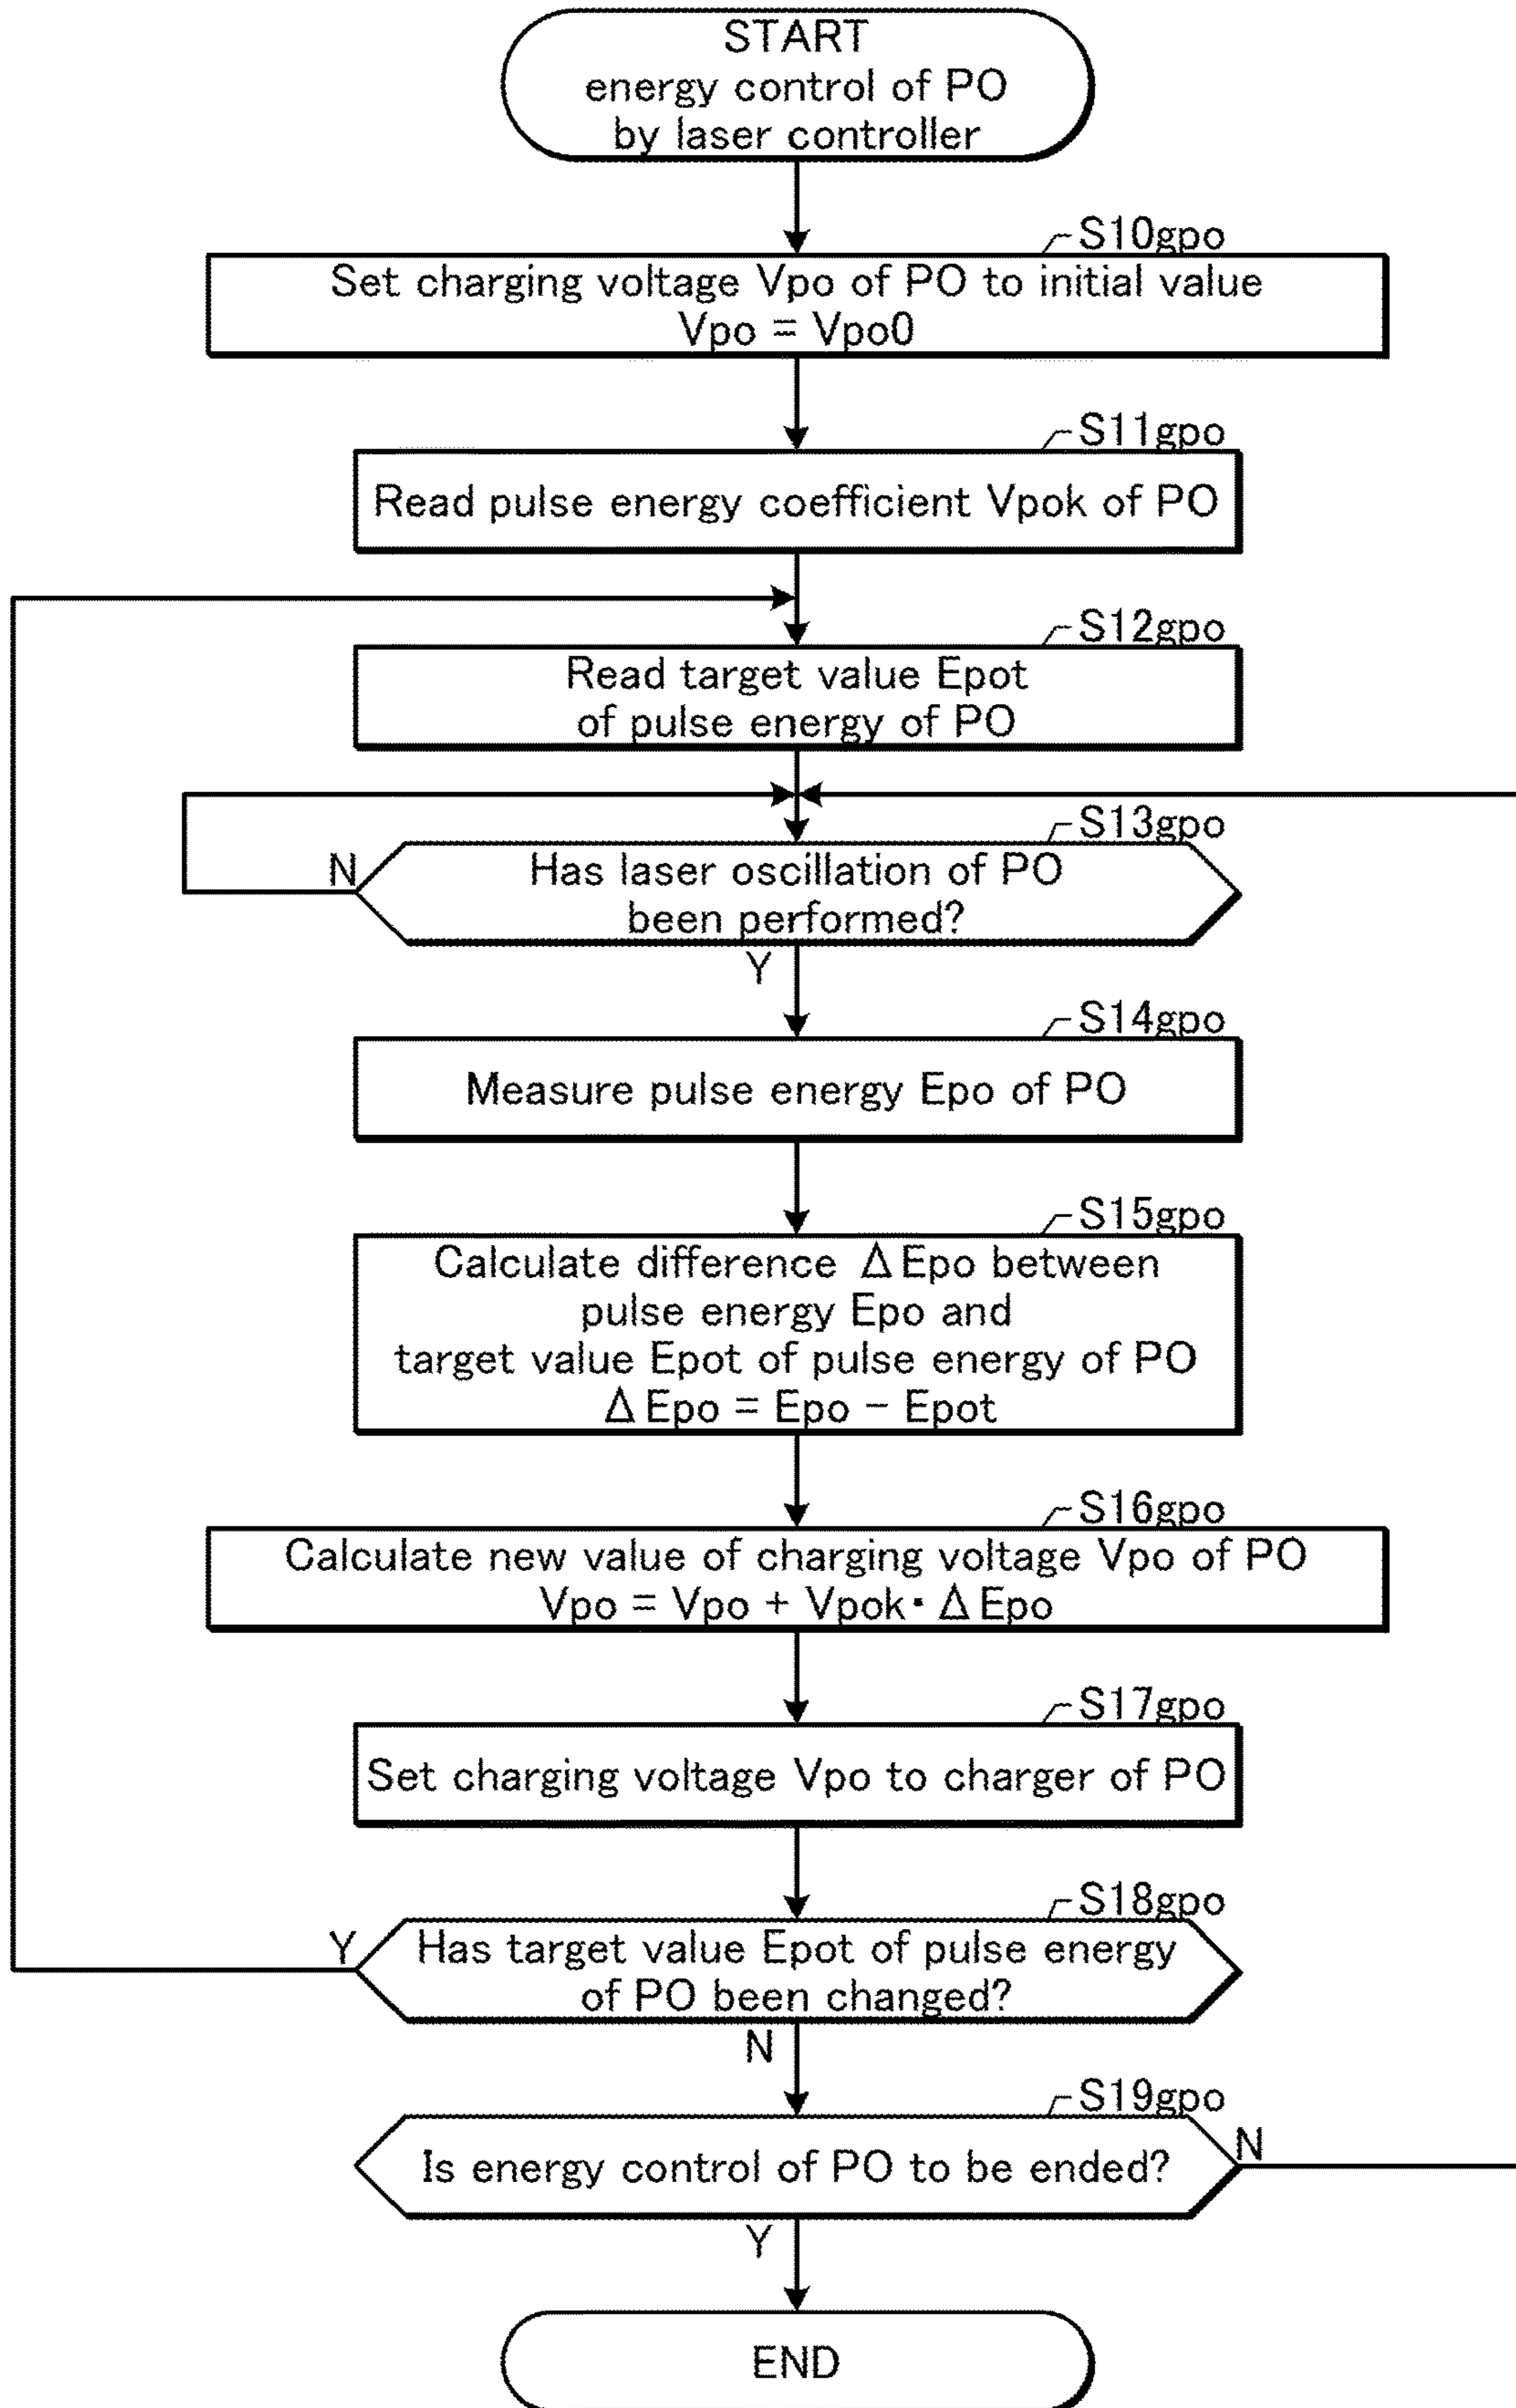 START
energy control of PO
by laser controller
S10gpo
Set charging voltage Vpo of PO to initial value
Vpo = Vpo0
S11gpo
Read pulse energy coefficient Vpok of PO
S12gpo
Read target value Epot
of pulse energy of PO
S13gpo
N
Has laser oscillation of PO
been performed?
Y
S14gpo
Measure pulse energy Epo of PO
S15gpo
Calculate difference ΔEpo between
pulse energy Epo and
target value Epot of pulse energy of PO
ΔEpo = Epo − Epot
S16gpo
Calculate new value of charging voltage Vpo of PO
Vpo = Vpo + Vpok・ΔEpo
S17gpo
Set charging voltage Vpo to charger of PO
S18gpo
Y
Has target value Epot of pulse energy
of PO been changed?
N
S19gpo
Is energy control of PO to be ended?
N
Y
END